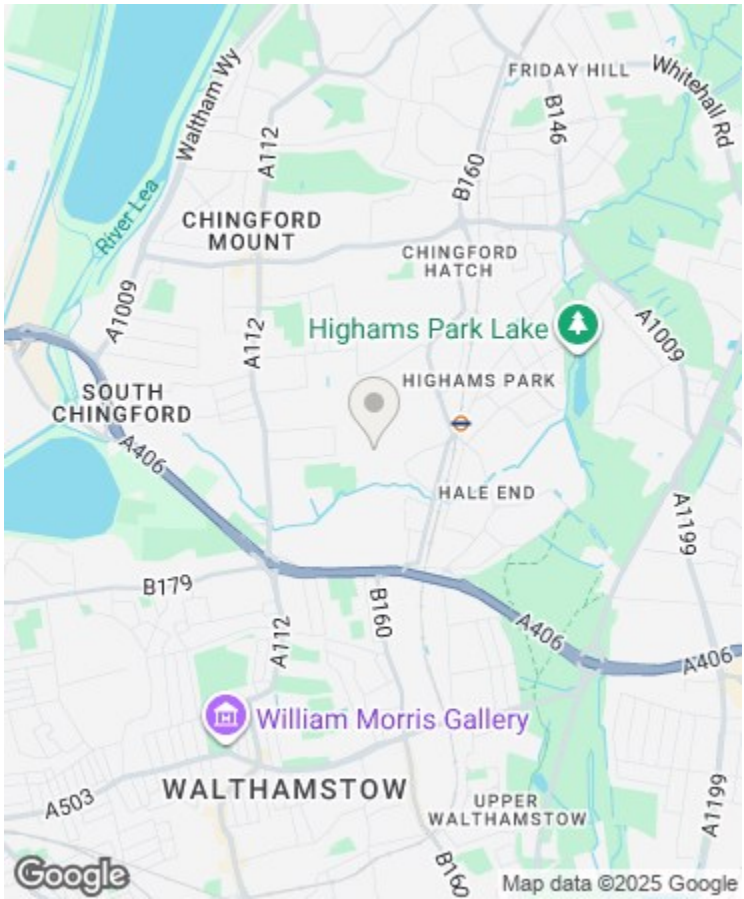 FRIDAY HILL
Whitehall Rd
Waltham Wy
A112
B146
B160
River Lea
CHINGFORD
MOUNT
CHINGFORD
HATCH
A1009
A112
Highams Park Lake
A1009
HIGHAMS PARK
SOUTH
CHINGFORD
A406
HALE END
A1199
B179
B160
A406
A112
A406
William Morris Gallery
WALTHAMSTOW
A503
UPPER
WALTHAMSTOW
A1199
B160
Google
Map data ©2025 Google